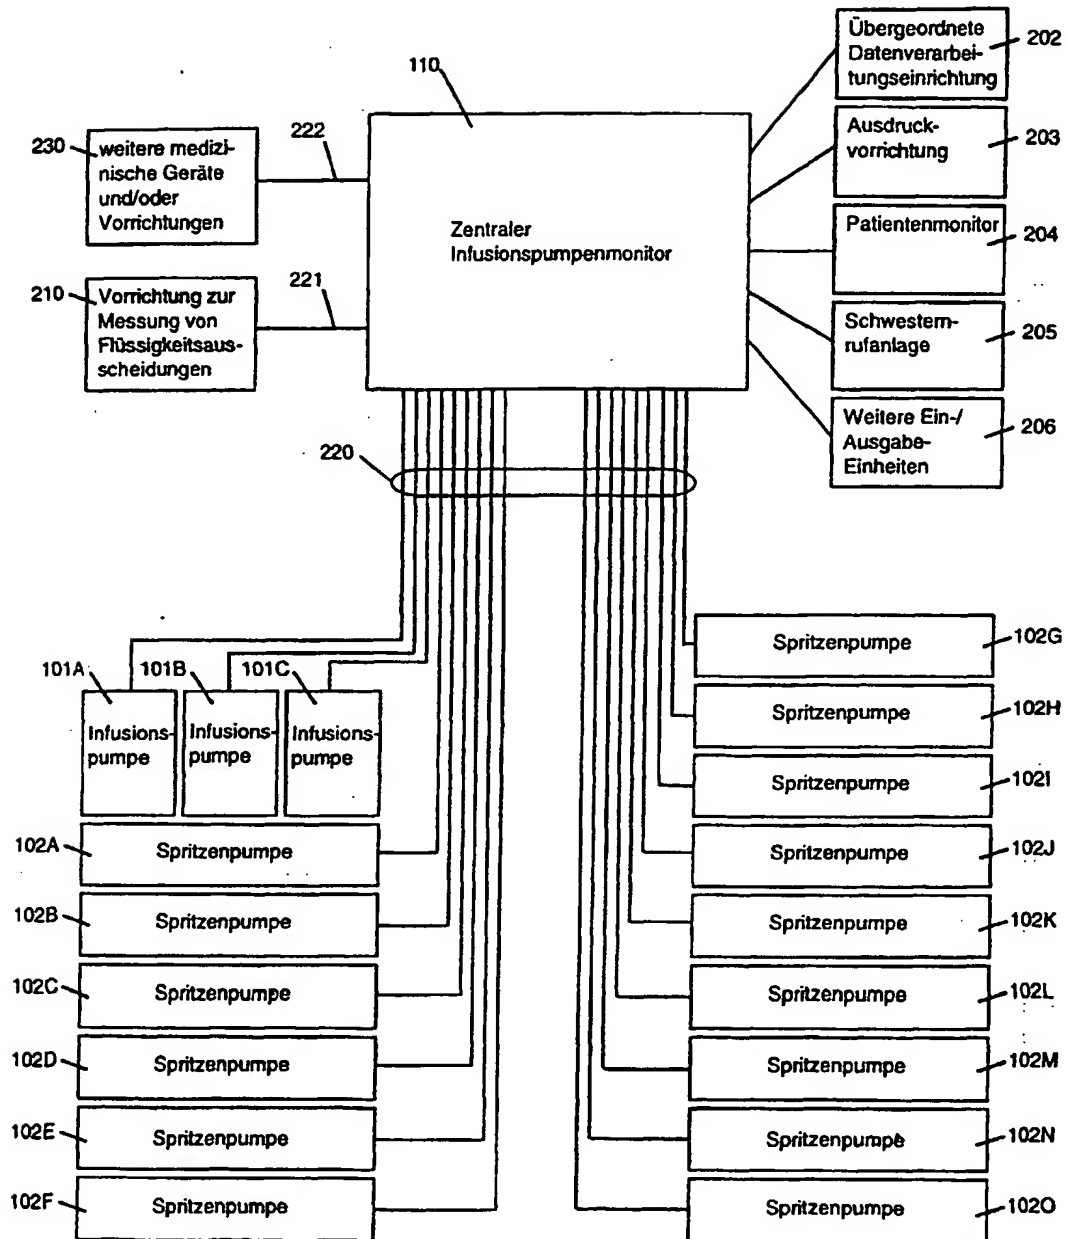 110
Übergeordnete
Datenverarbei-
tungseinrichtung
202
230
weitere medizi-
nische Geräte
und/oder
Vorrichtungen
222
Ausdruck-
vorrichtung
203
Zentraler
Infusionspumpenmonitor
Patientenmonitor
204
210
Vorrichtung zur
Messung von
Flüssigkeitsaus-
scheidungen
221
Schwestern-
rufanlage
205
Weitere Ein-/
Ausgabe-
Einheiten
206
220
101A
101B
101C
Infusions-
pumpe
Infusions-
pumpe
Infusions-
pumpe
102A
Spritzenpumpe
102B
Spritzenpumpe
102C
Spritzenpumpe
102D
Spritzenpumpe
102E
Spritzenpumpe
102F
Spritzenpumpe
Spritzenpumpe
102G
Spritzenpumpe
102H
Spritzenpumpe
102I
Spritzenpumpe
102J
Spritzenpumpe
102K
Spritzenpumpe
102L
Spritzenpumpe
102M
Spritzenpumpe
102N
Spritzenpumpe
102O